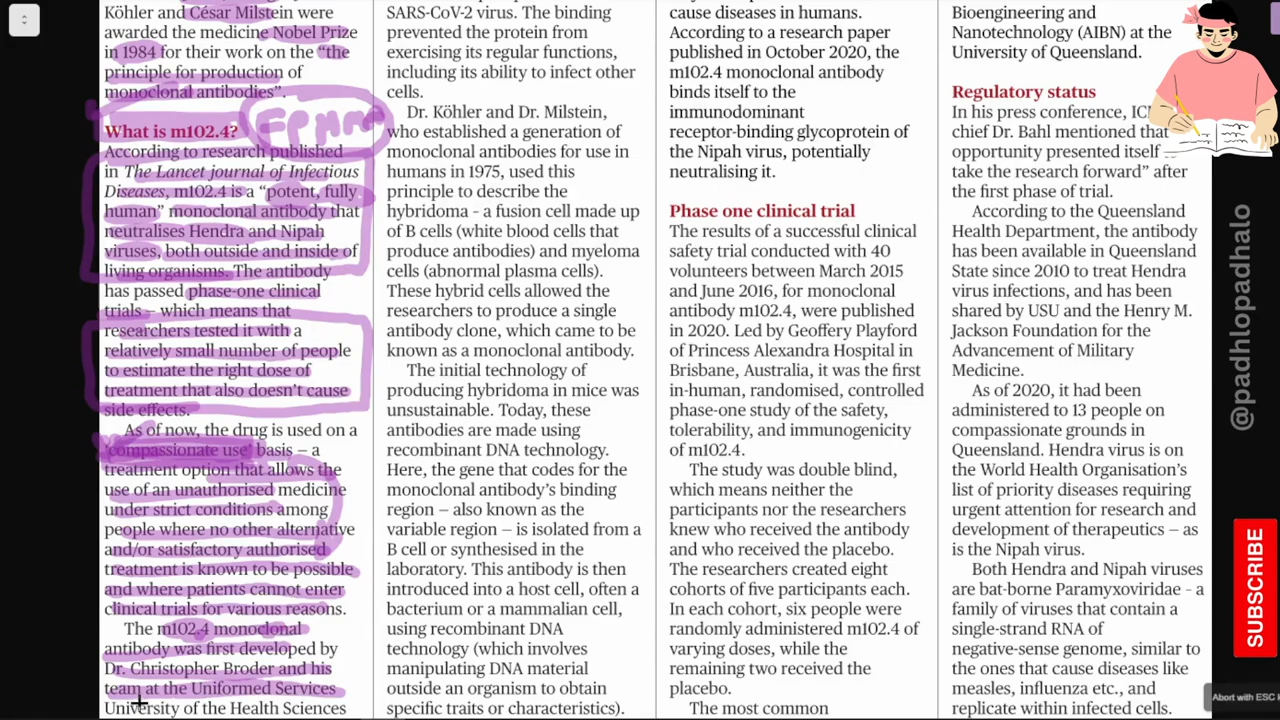 Köhler and César Milstein were
awarded the medicine Nobel Prize
in 1984 for their work on the “the
principle for production of
monoclonal antibodies”.
What is m102.4?
According to research published
in The Lancet journal of Infectious
Diseases, m102.4 is a “potent, fully
human” monoclonal antibody that
neutralises Hendra and Nipah
viruses, both outside and inside of
living organisms. The antibody
has passed phase-one clinical
trials – which means that
researchers tested it with a
relatively small number of people
to estimate the right dose of
treatment that also doesn’t cause
side effects.
As of now, the drug is used on a
‘compassionate use’ basis – a
treatment option that allows the
use of an unauthorised medicine
under strict conditions among
people where no other alternative
and/or satisfactory authorised
treatment is known to be possible
and where patients cannot enter
clinical trials for various reasons.
The m102.4 monoclonal
antibody was first developed by
Dr. Christopher Broder and his
team at the Uniformed Services
University of the Health Sciences
SARS-CoV-2 virus. The binding
prevented the protein from
exercising its regular functions,
including its ability to infect other
cells.
Dr. Köhler and Dr. Milstein,
who established a generation of
monoclonal antibodies for use in
humans in 1975, used this
principle to describe the
hybridoma - a fusion cell made up
of B cells (white blood cells that
produce antibodies) and myeloma
cells (abnormal plasma cells).
These hybrid cells allowed the
researchers to produce a single
antibody clone, which came to be
known as a monoclonal antibody.
The initial technology of
producing hybridoma in mice was
unsustainable. Today, these
antibodies are made using
recombinant DNA technology.
Here, the gene that codes for the
monoclonal antibody’s binding
region – also known as the
variable region – is isolated from a
B cell or synthesised in the
laboratory. This antibody is then
introduced into a host cell, often a
bacterium or a mammalian cell,
using recombinant DNA
technology (which involves
manipulating DNA material
outside an organism to obtain
specific traits or characteristics).
cause diseases in humans.
According to a research paper
published in October 2020, the
m102.4 monoclonal antibody
binds itself to the
immunodominant
receptor-binding glycoprotein of
the Nipah virus, potentially
neutralising it.
Phase one clinical trial
The results of a successful clinical
safety trial conducted with 40
volunteers between March 2015
and June 2016, for monoclonal
antibody m102.4, were published
in 2020. Led by Geoffery Playford
of Princess Alexandra Hospital in
Brisbane, Australia, it was the first
in-human, randomised, controlled
phase-one study of the safety,
tolerability, and immunogenicity
of m102.4.
The study was double blind,
which means neither the
participants nor the researchers
knew who received the antibody
and who received the placebo.
The researchers created eight
cohorts of five participants each.
In each cohort, six people were
randomly administered m102.4 of
varying doses, while the
remaining two received the
placebo.
The most common
Bioengineering and
Nanotechnology (AIBN) at the
University of Queensland.
Regulatory status
In his press conference,
chief Dr. Bahl mentioned that
opportunity presented itself
take the research forward” after
the first phase of trial.
According to the Queensland
Health Department, the antibody
has been available in Queensland
State since 2010 to treat Hendra
virus infections, and has been
shared by USU and the Henry M.
Jackson Foundation for the
Advancement of Military
Medicine.
As of 2020, it had been
administered to 13 people on
compassionate grounds in
Queensland. Hendra virus is on
the World Health Organisation’s
list of priority diseases requiring
urgent attention for research and
development of therapeutics – as
is the Nipah virus.
Both Hendra and Nipah viruses
are bat-borne Paramyxoviridae - a
family of viruses that contain a
single-strand RNA of
negative-sense genome, similar to
the ones that cause diseases like
measles, influenza etc., and
replicate within infected cells.
@padhlopadhalo
SUBSCRIBE
Abort with ESC